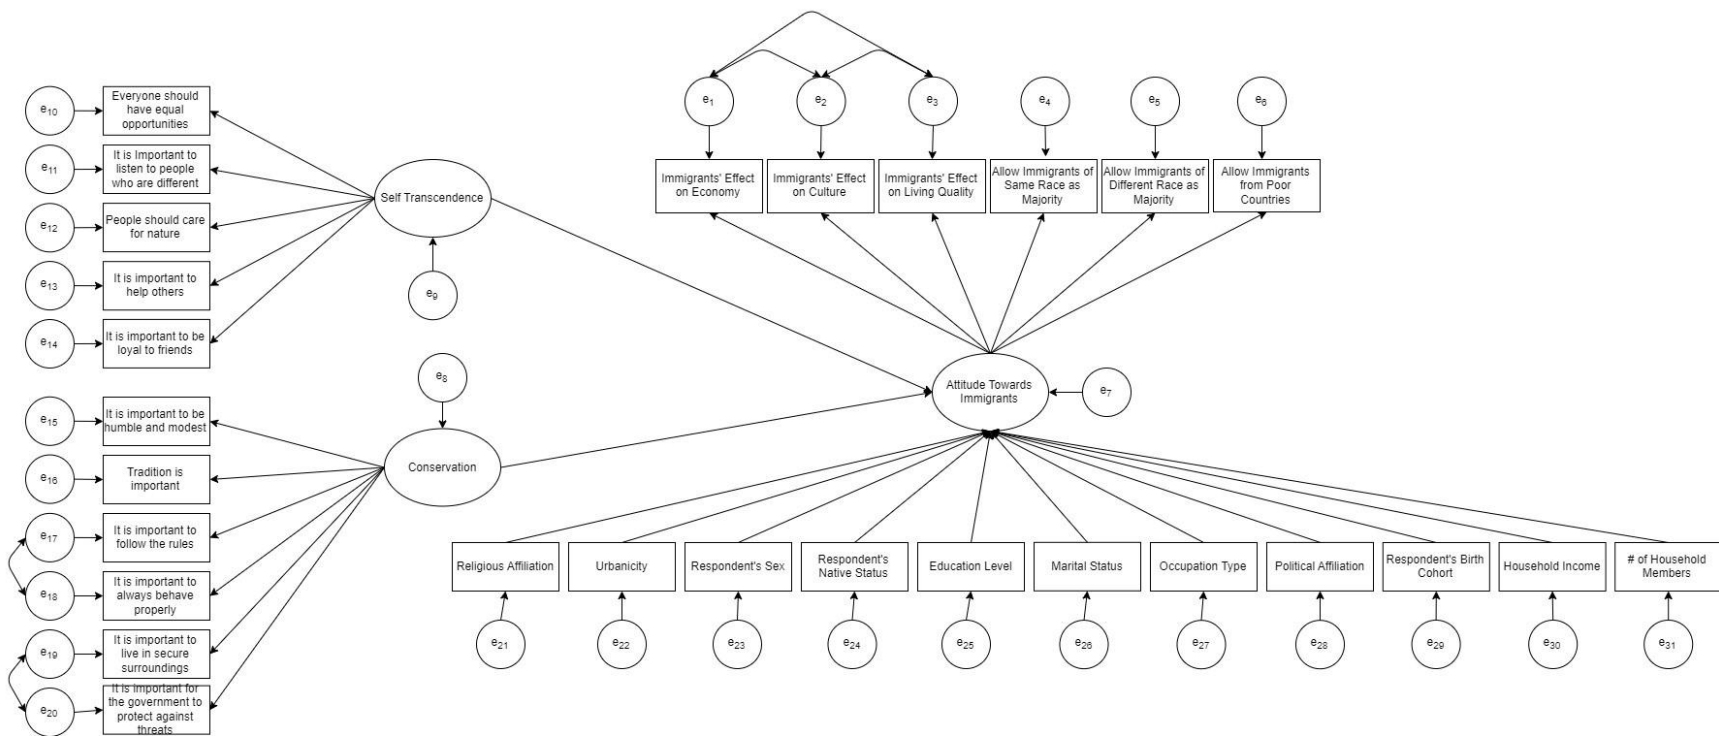 e1
e2
e3
e4
e5
e6
Immigrants' Effect
on Economy
Immigrants' Effect
on Culture
Immigrants' Effect
on Living Quality
Allow Immigrants of
Same Race as
Majority
Allow Immigrants of
Different Race as
Majority
Allow Immigrants
from Poor
Countries
e10
Everyone should
have equal
opportunities
e11
It is Important to
listen to people
who are different
e12
People should care
for nature
e13
It is important to
help others
e14
It is important to be
loyal to friends
Self Transcendence
e9
e8
Attitude Towards
Immigrants
e7
e15
It is important to be
humble and modest
e16
Tradition is
important
e17
It is important to
follow the rules
e18
It is important to
always behave
properly
e19
It is important to
live in secure
surroundings
e20
It is important for
the government to
protect against
threats
Conservation
Religious Affiliation
Urbanicity
Respondent's Sex
Respondent's
Native Status
Education Level
Marital Status
Occupation Type
Political Affiliation
Respondent's Birth
Cohort
Household Income
# of Household
Members
e21
e22
e23
e24
e25
e26
e27
e28
e29
e30
e31